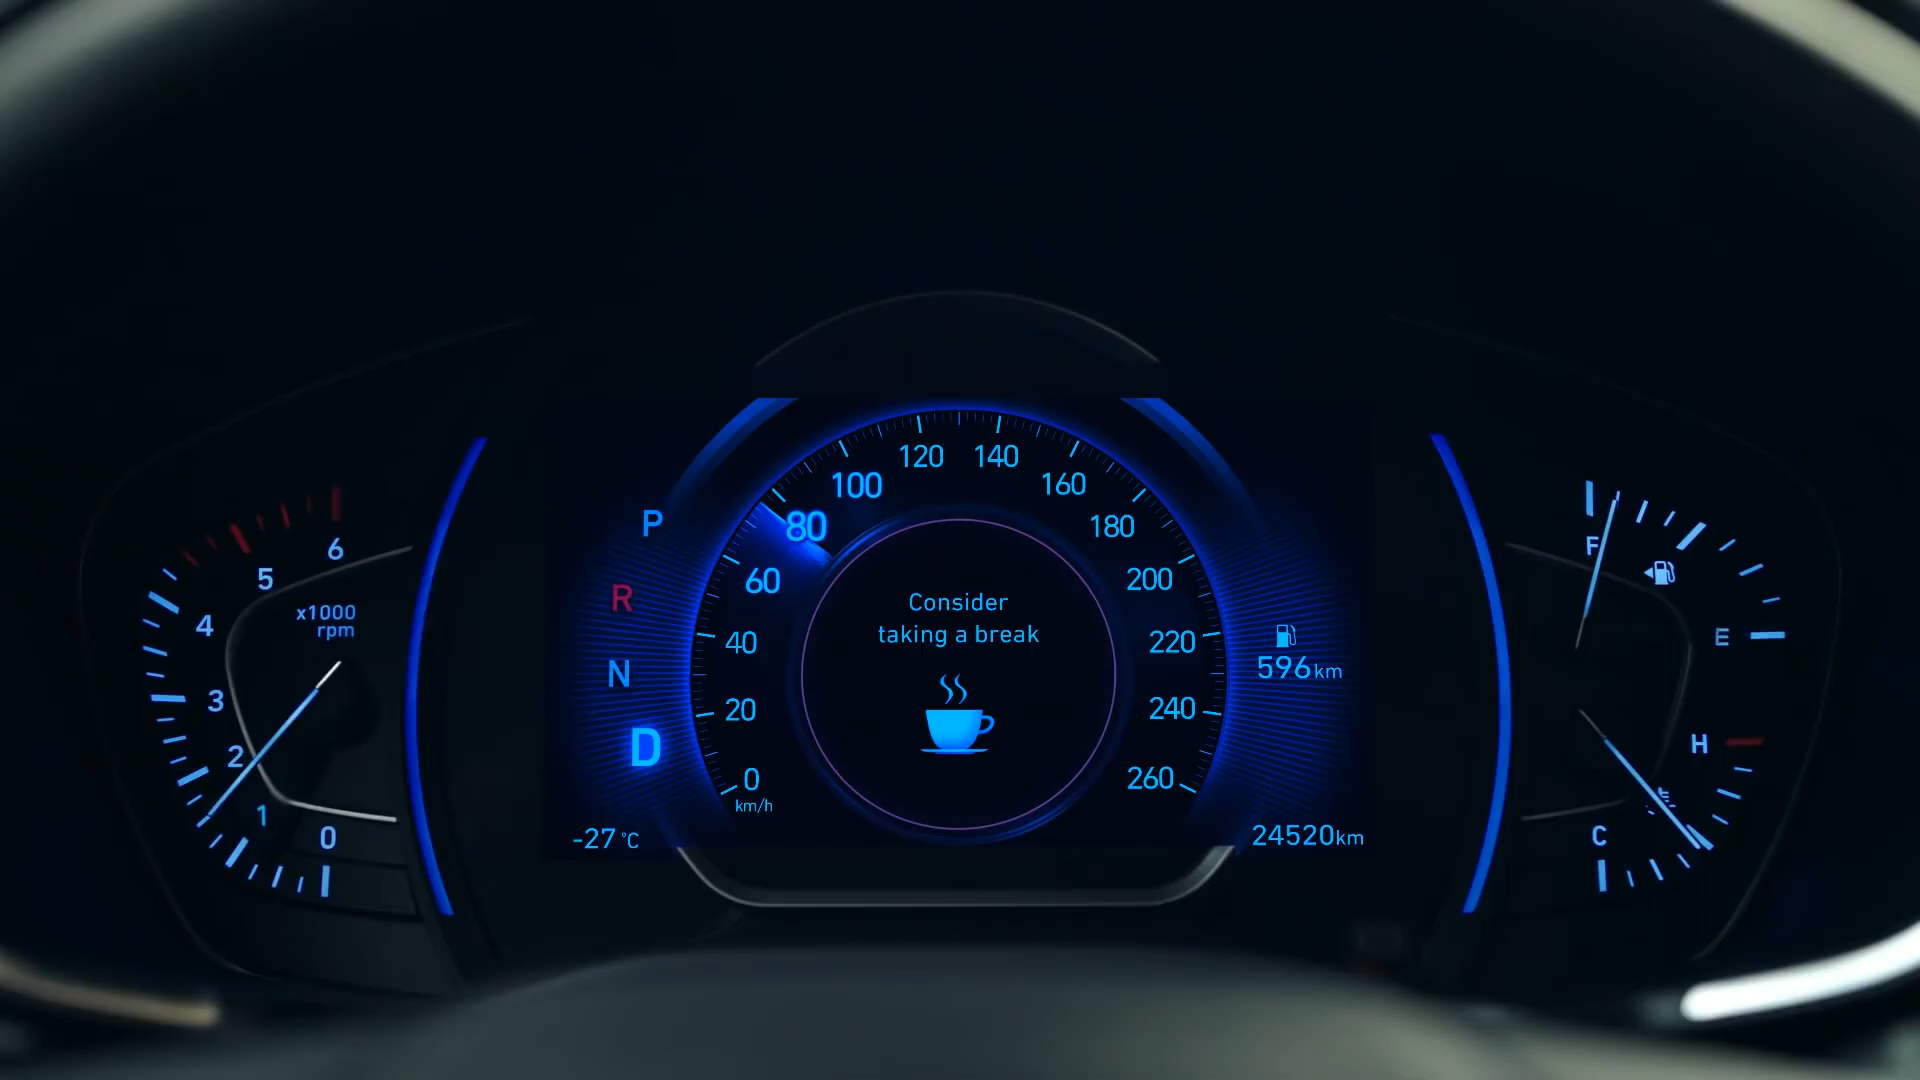 6
5
4
3
2
1
0
x1000
rpm
P
R
N
D
-27 °C
0
20
40
60
80
100
120
140
160
180
200
220
240
260
km/h
Consider
taking a break
596km
24520km
F
E
H
C